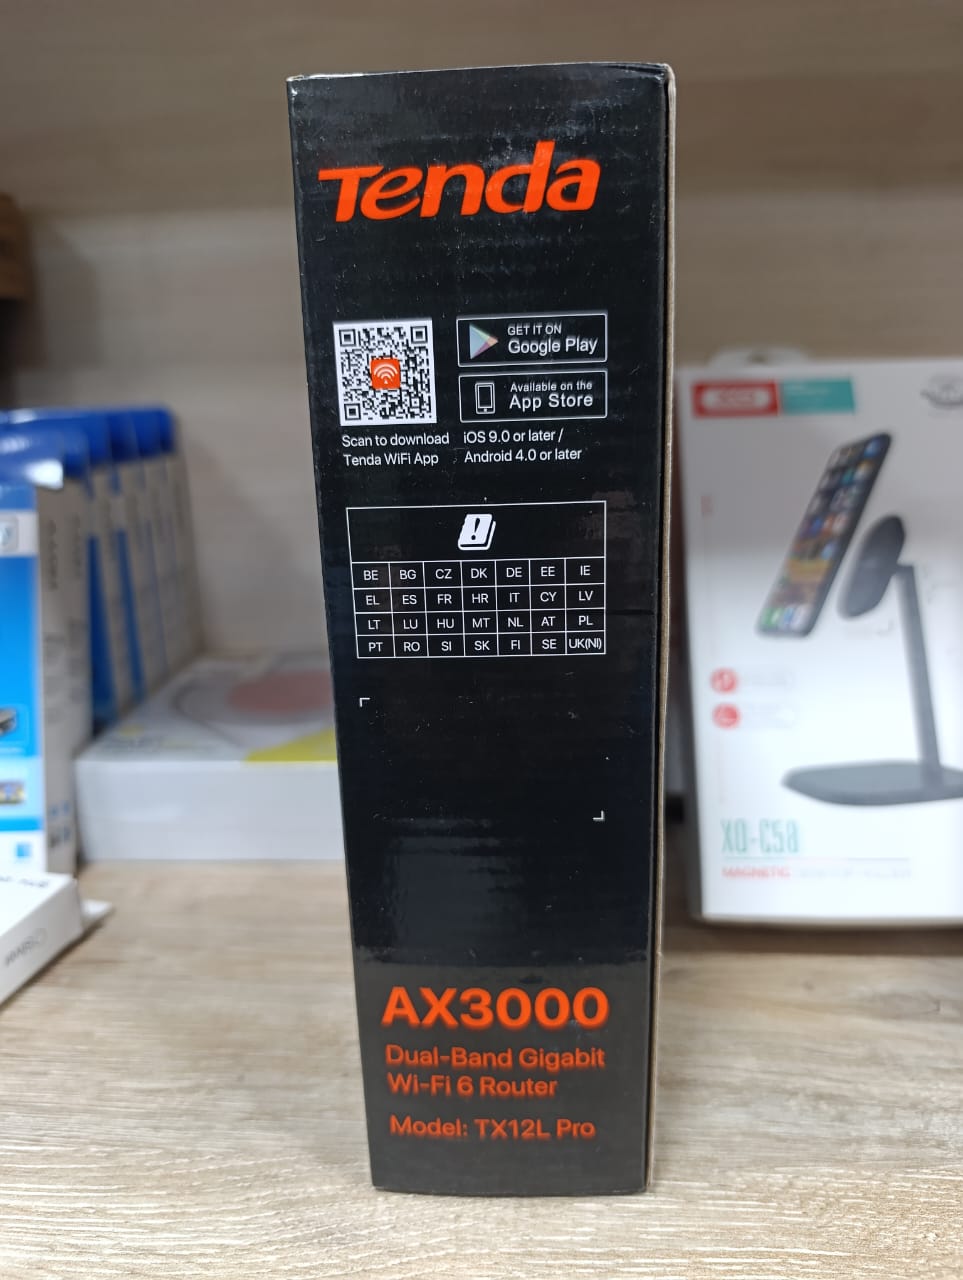 Tenda
GET IT ON
Google Play
Available on the
App Store
Scan to download
Tenda WiFi App
iOS 9.0 or later /
Android 4.0 or later
!
BE BG CZ DK DE EE IE
EL ES FR HR IT CY LV
LT LU HU MT NL AT PL
PT RO SI SK FI SE UK(NI)
AX3000
Dual-Band Gigabit
Wi-Fi 6 Router
Model: TX12L Pro
XO-C58
MAGNETIC